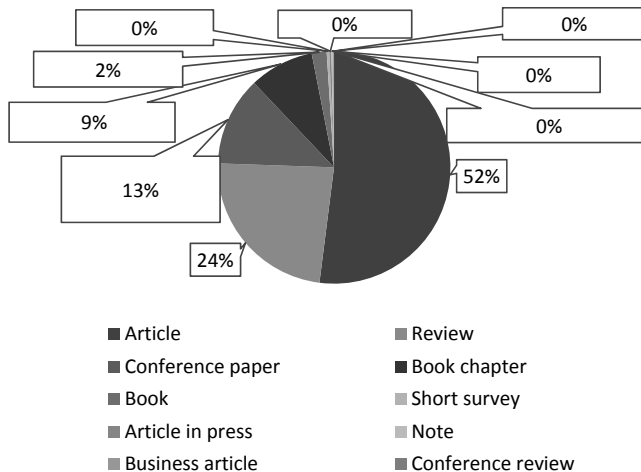 0% 0% 0%
2% 0%
9% 0%
13% 52%
24%
Article Review
Conference paper Book chapter
Book Short survey
Article in press Note
Business article Conference review